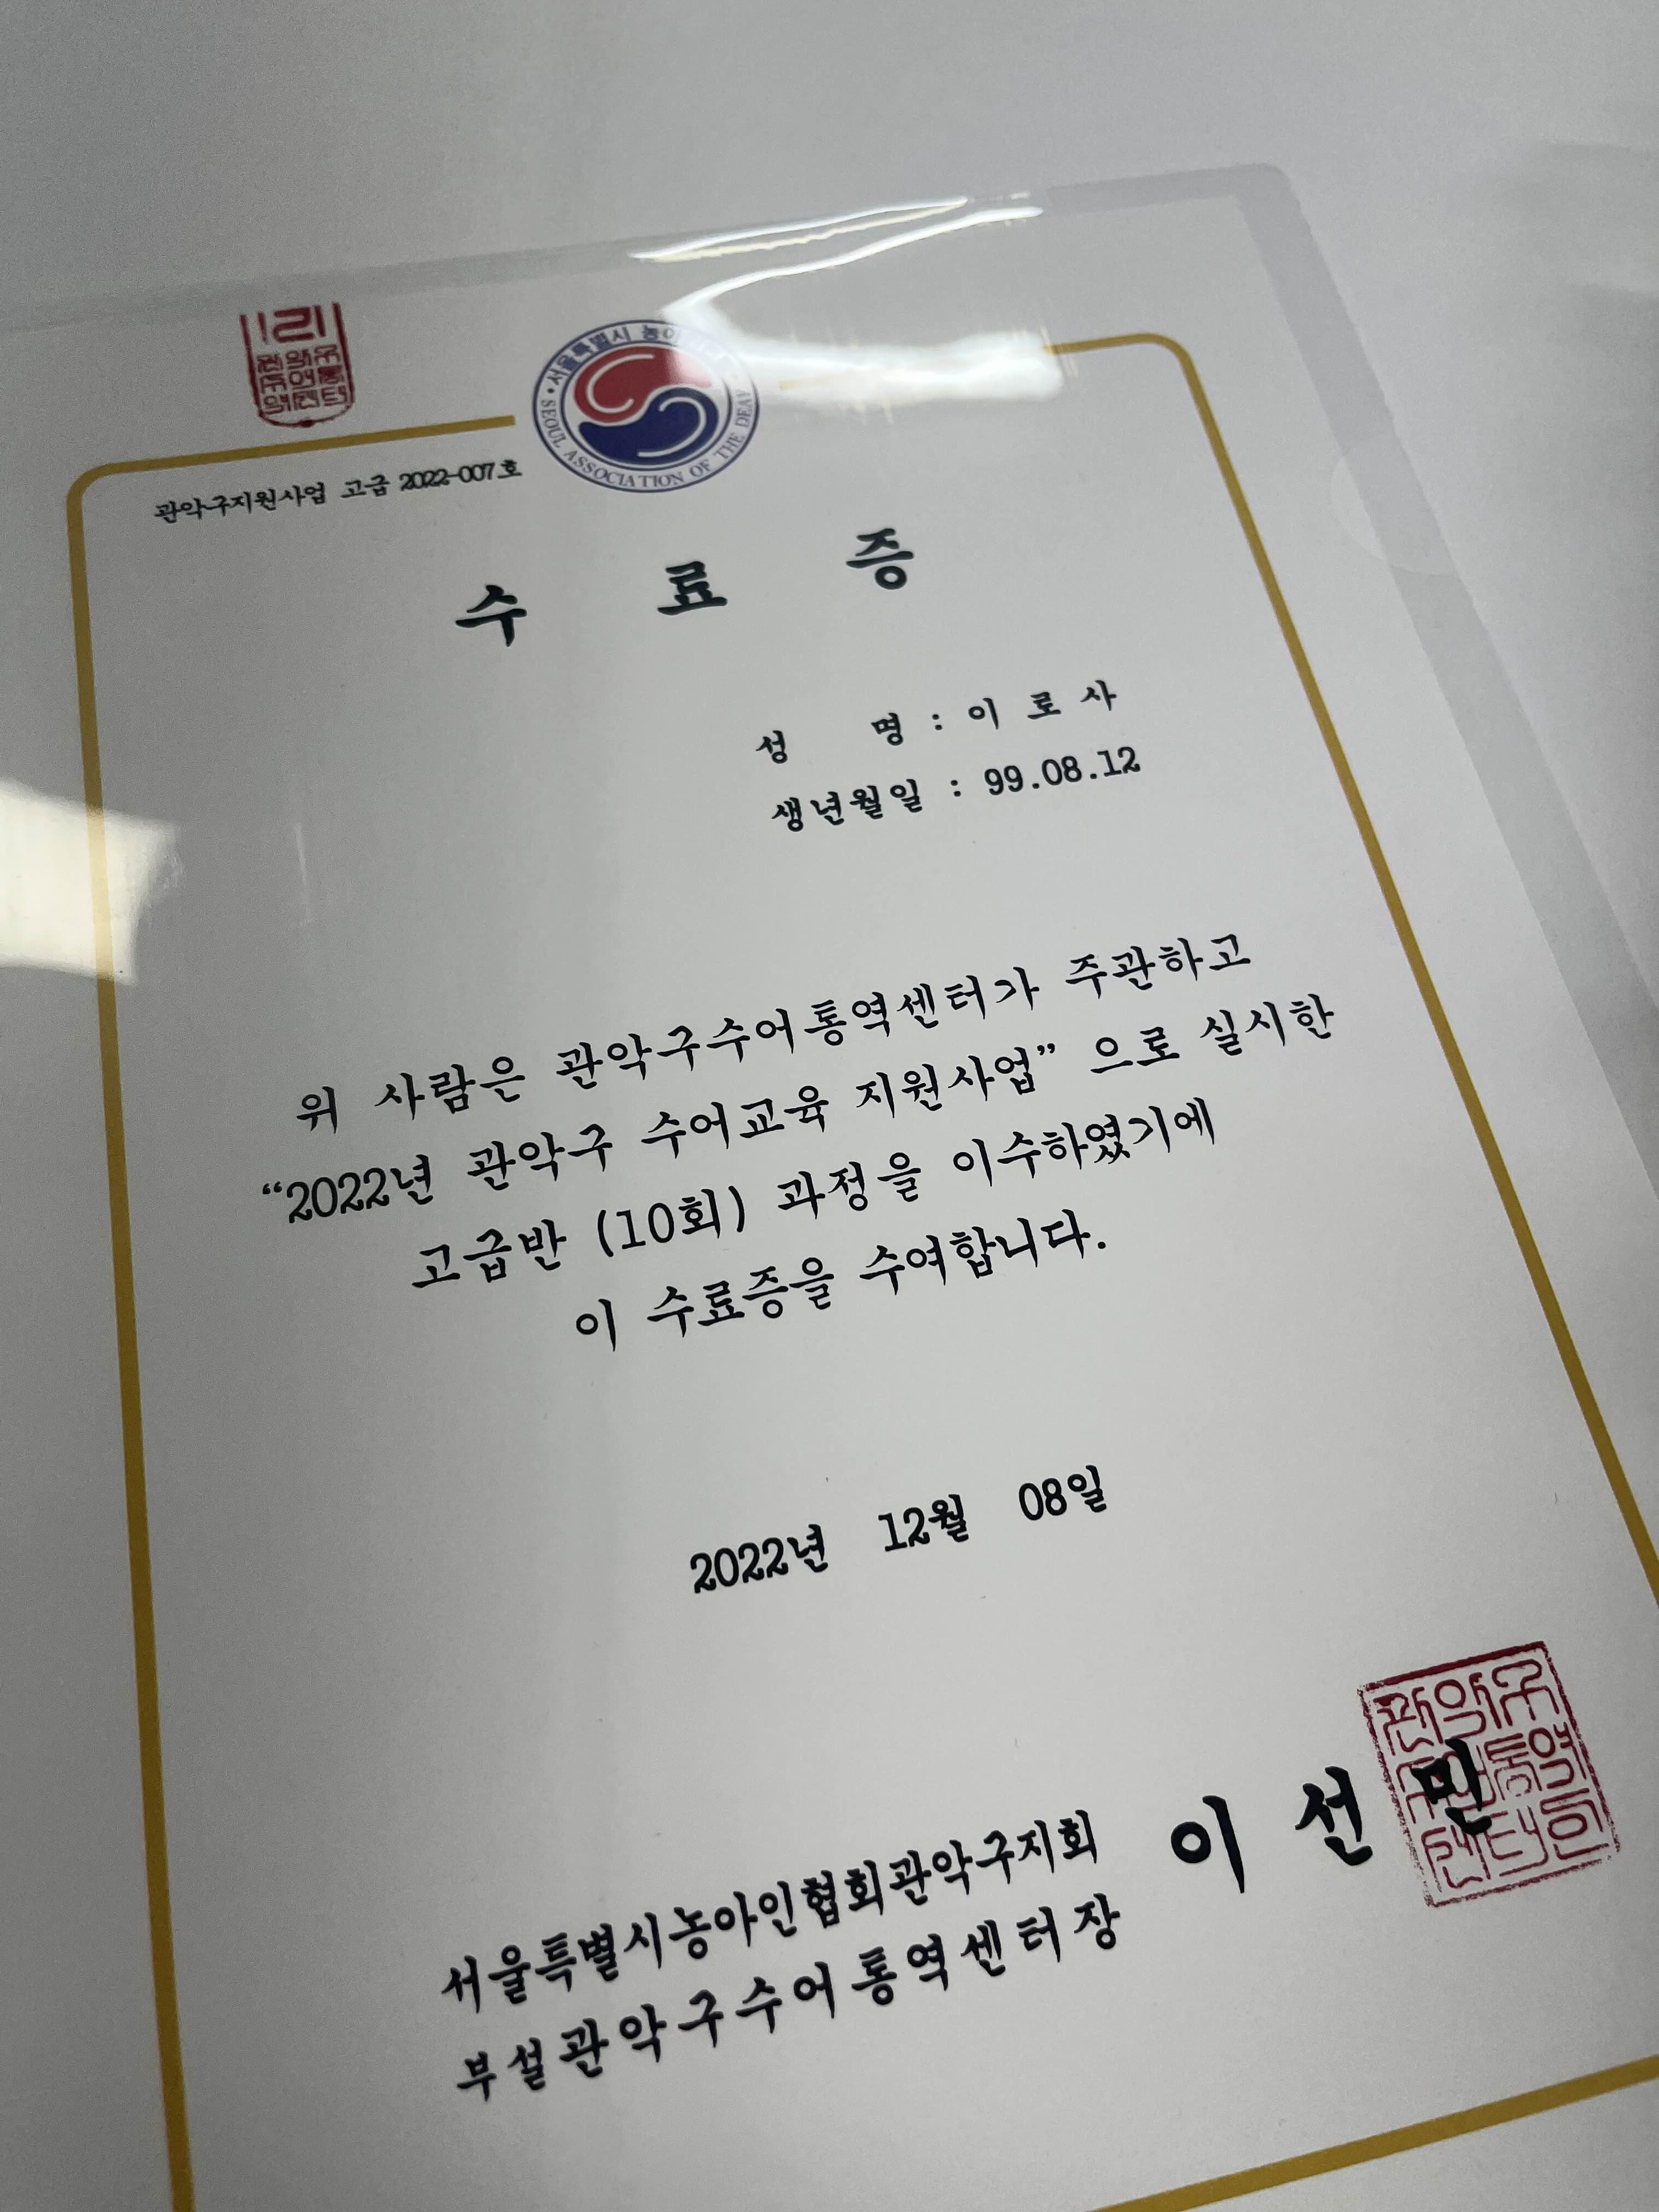 서울특별시 농아
SEOUL ASSOCIATION OF THE DEAF
관악구지원사업 고급 2022-007호
수 료 증
성 명 : 이 로 사
생년월일 : 99.08.12
위 사람은 관악구수어통역센터가 주관하고
“2022년 관악구 수어교육 지원사업” 으로 실시한
고급반 (10회) 과정을 이수하였기에
이 수료증을 수여합니다.
2022년 12월 08일
서울특별시농아인협회관악구지회
부설관악구수어통역센터장
이 선 민